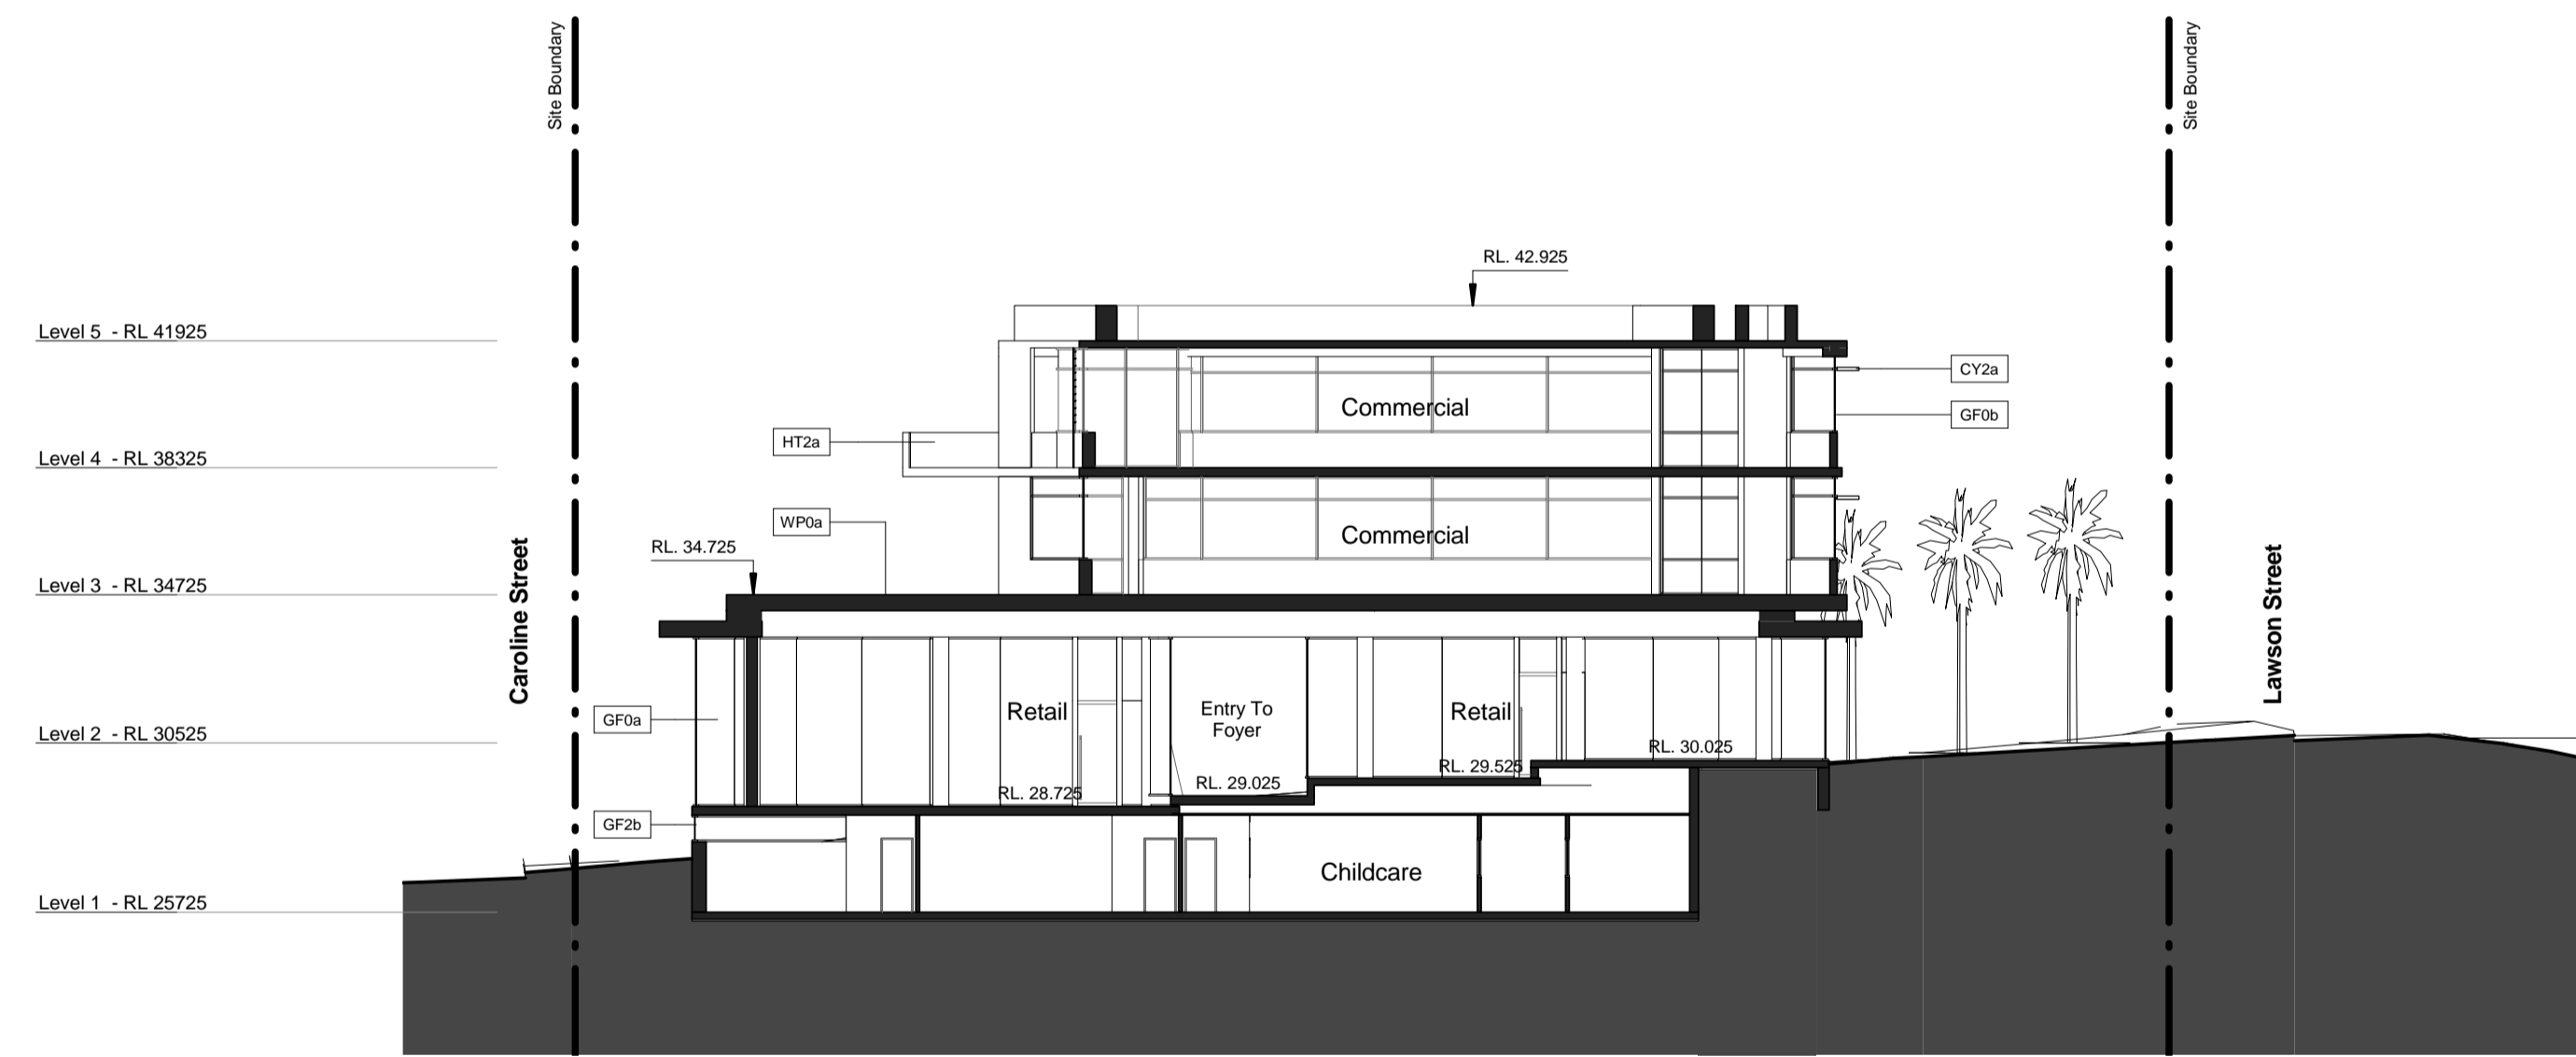 Site Boundary
Site Boundary
RL. 42.925
Level 5 - RL 41925
CY2a
Commercial
GF0b
HT2a
Level 4 - RL 38325
WP0a
Commercial
RL. 34.725
Level 3 - RL 34725
Caroline Street
Lawson Street
Retail
Entry To
Foyer
Retail
GF0a
Level 2 - RL 30525
RL. 30.025
RL. 29.525
RL. 29.025
RL. 28.725
GF2b
Childcare
Level 1 - RL 25725